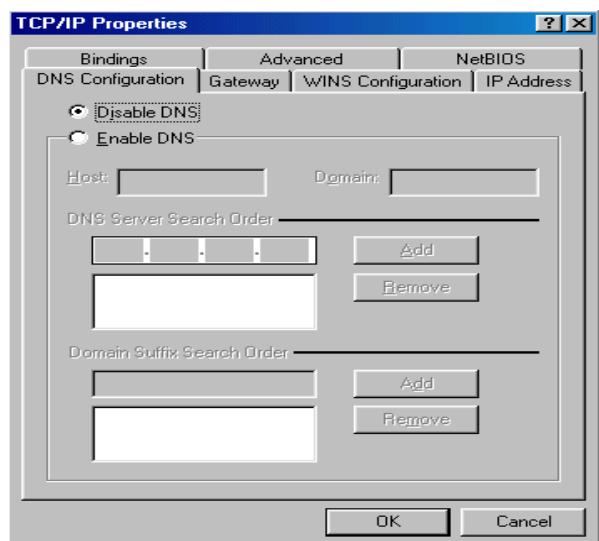 TCP/IP Properties
Bindings
Advanced
NetBIOS
DNS Configuration
Gateway
WINS Configuration
IP Address
Disable DNS
Enable DNS
Host:
Domain:
DNS Server Search Order
Add
Remove
Domain Suffix Search Order
Add
Remove
OK
Cancel